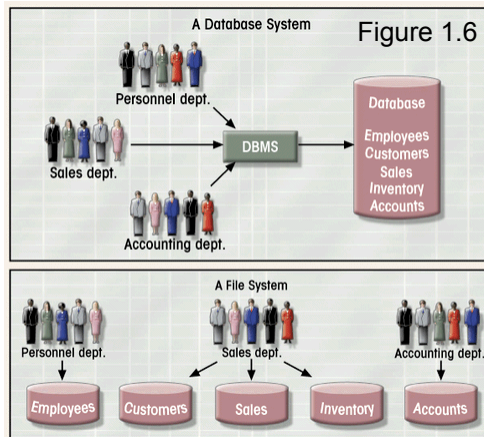 A Database System
Figure 1.6
Personnel dept.
Database
Employees
Customers
Sales
Inventory
Accounts
DBMS
Sales dept.
Accounting dept.
A File System
Personnel dept.
Sales dept.
Accounting dept.
Employees
Customers
Sales
Inventory
Accounts